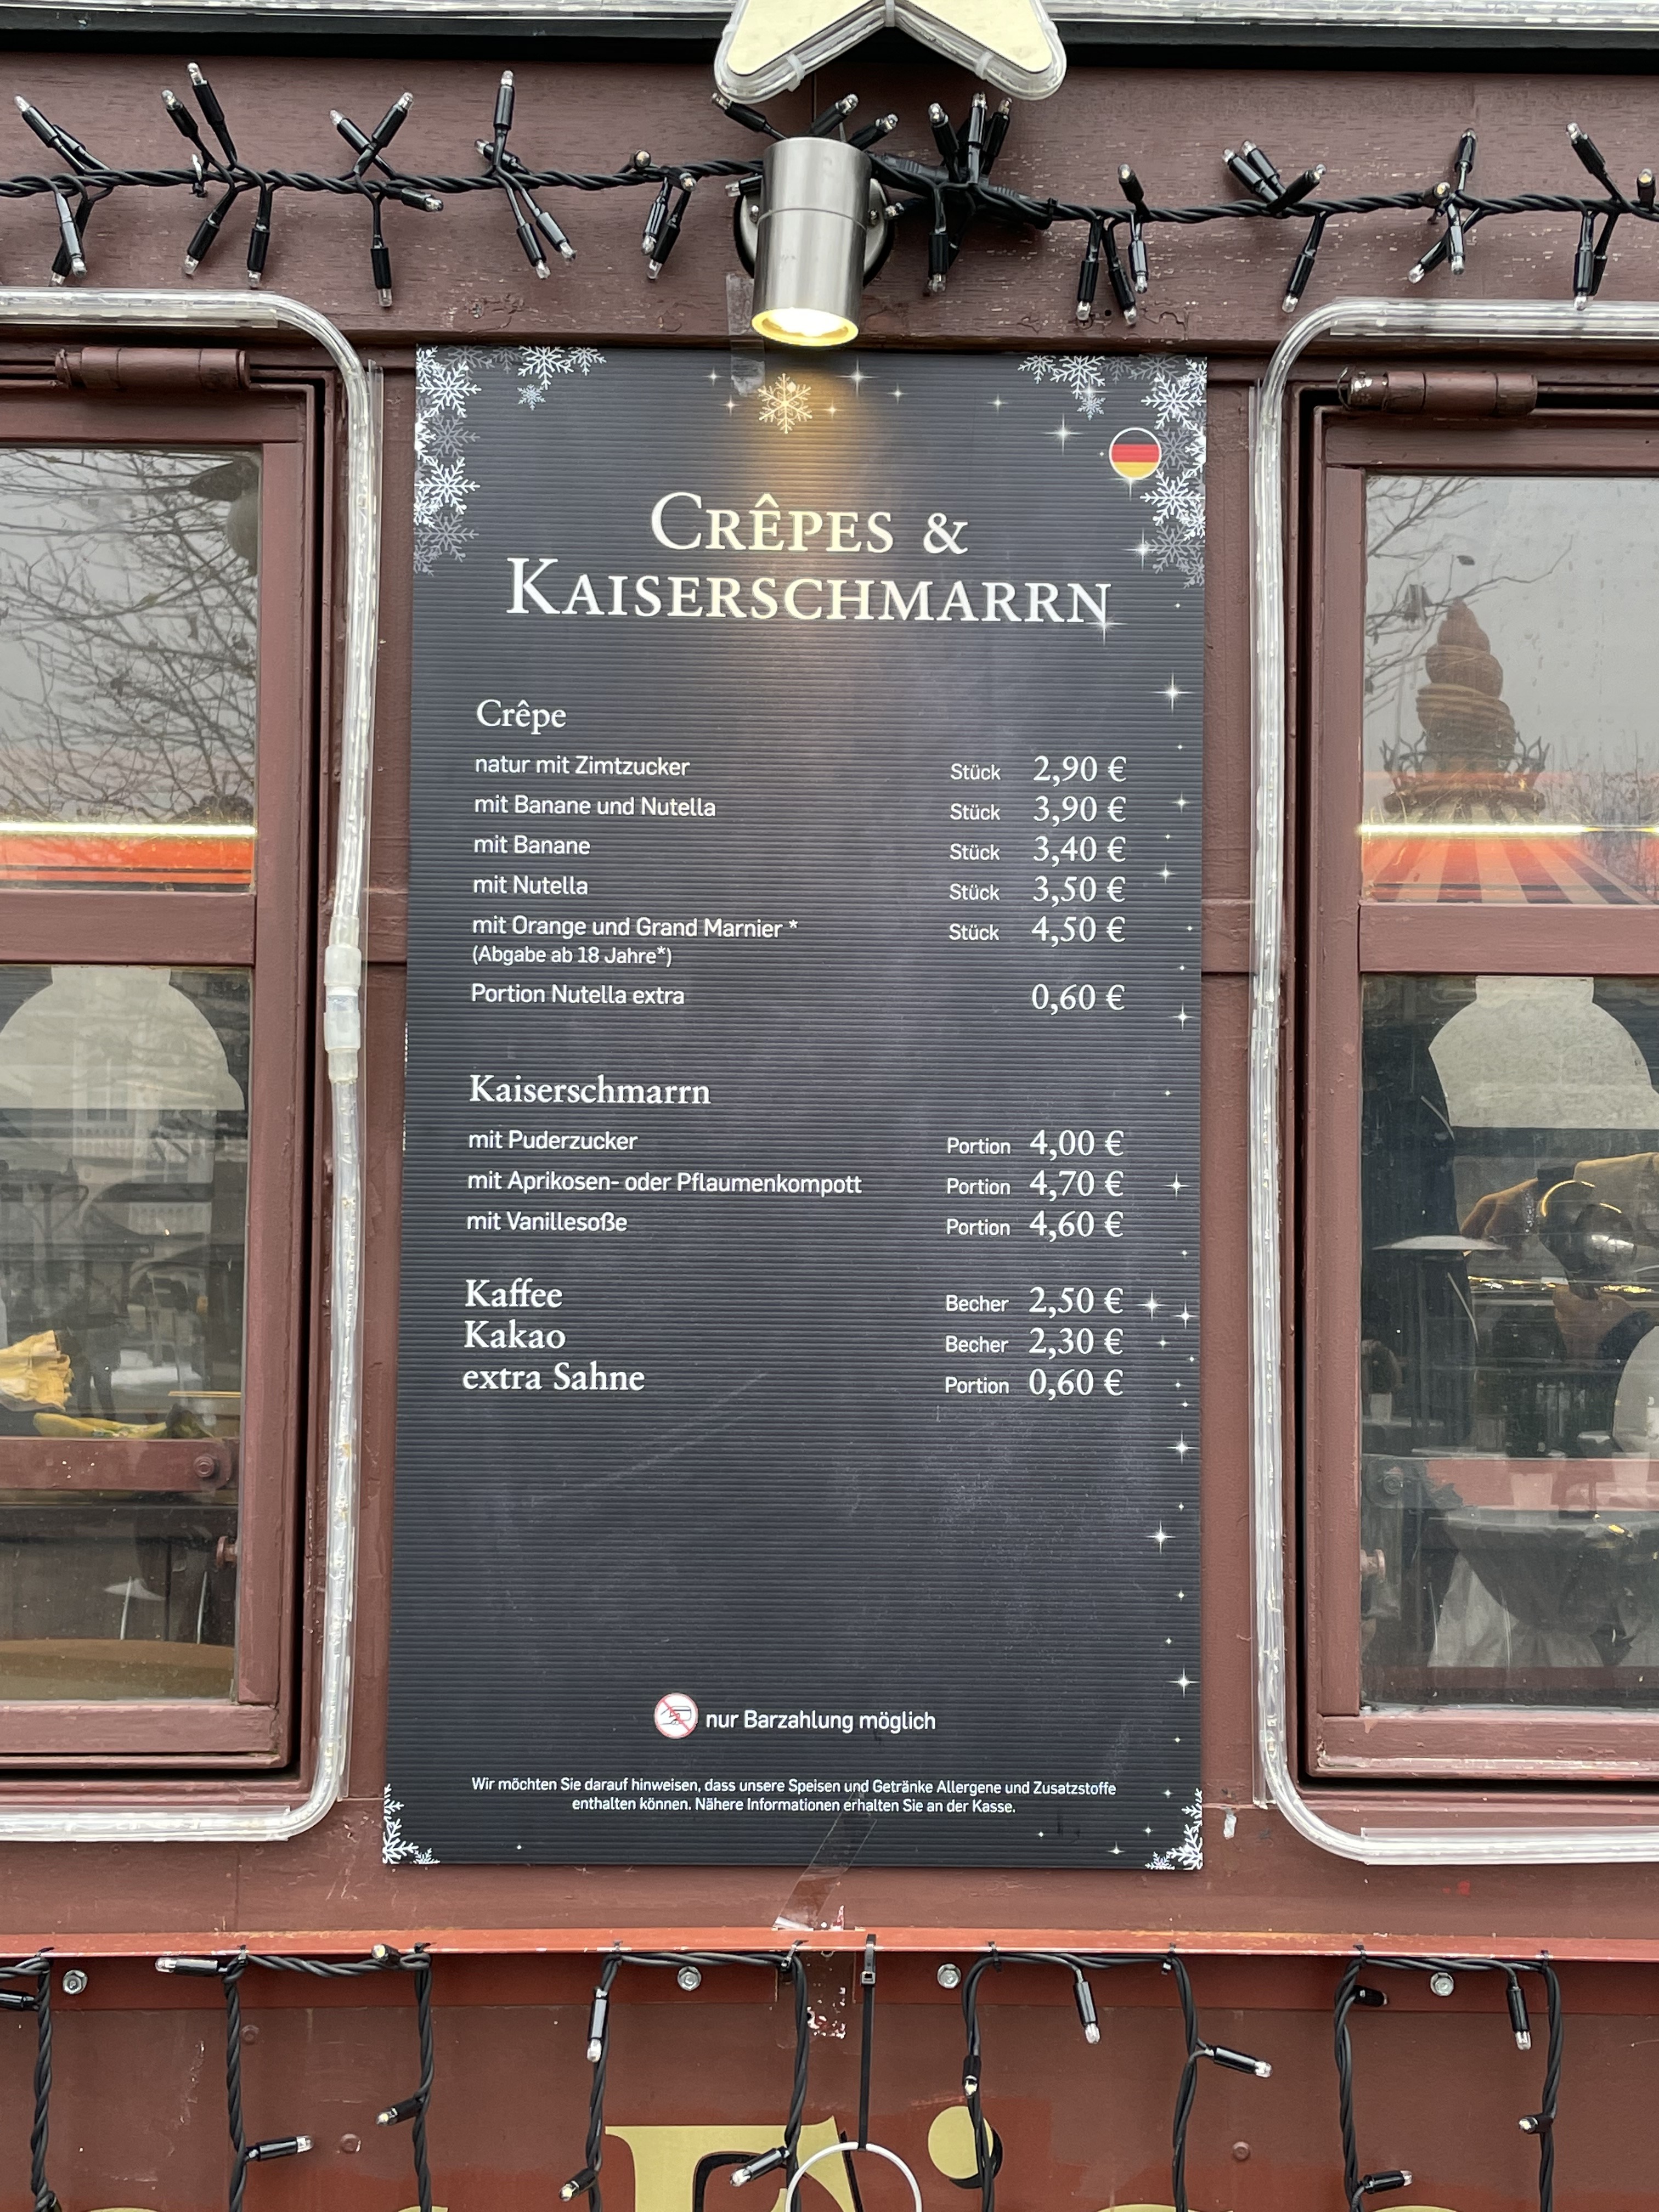 CRÊPES &
KAISERSCHMARRN
Crêpe
natur mit Zimtzucker Stück 2,90 €
mit Banane und Nutella Stück 3,90 €
mit Banane Stück 3,40 €
mit Nutella Stück 3,50 €
mit Orange und Grand Marnier * Stück 4,50 €
(Abgabe ab 18 Jahre*)
Portion Nutella extra 0,60 €
Kaiserschmarrn
mit Puderzucker Portion 4,00 €
mit Aprikosen- oder Pflaumenkompott Portion 4,70 €
mit Vanillesoße Portion 4,60 €
Kaffee Becher 2,50 €
Kakao Becher 2,30 €
extra Sahne Portion 0,60 €
nur Barzahlung möglich
Wir möchten Sie darauf hinweisen, dass unsere Speisen und Getränke Allergene und Zusatzstoffe
enthalten können. Nähere Informationen erhalten Sie an der Kasse.